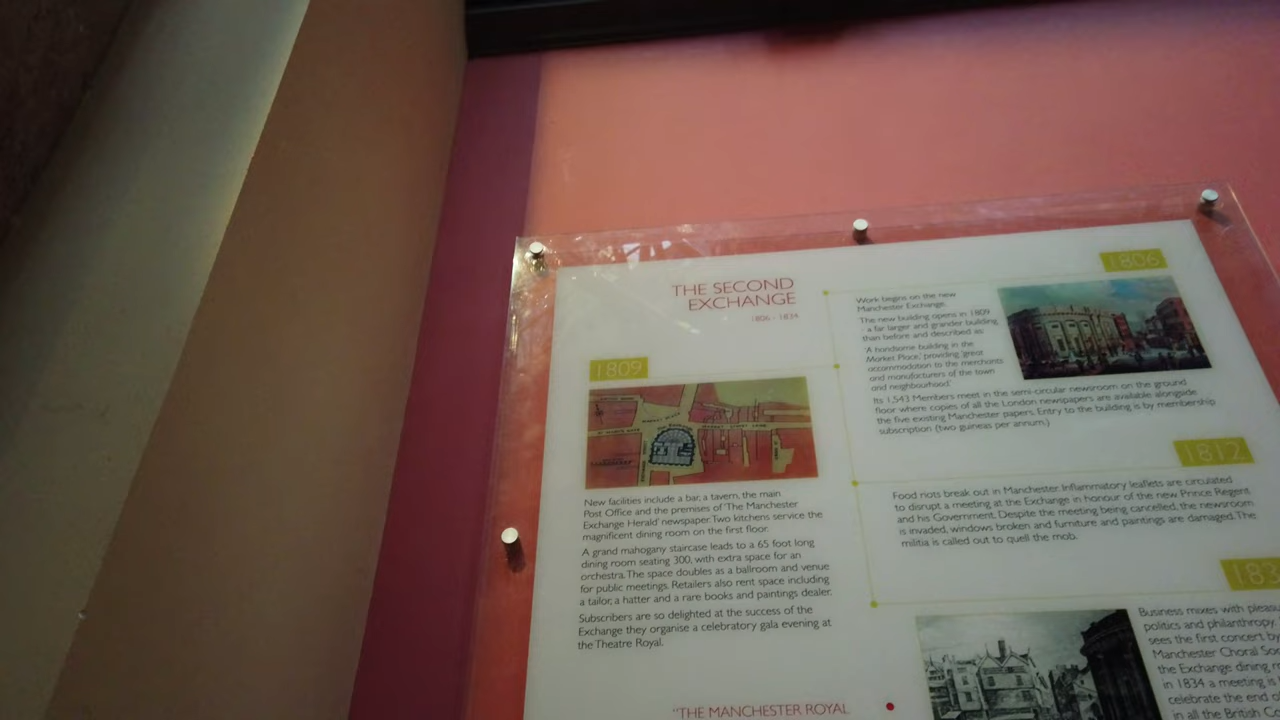 THE SECOND
EXCHANGE
1806 - 1834
1809
New facilities include a bar, a tavern, the main
Post Office and the premises of 'The Manchester
Exchange Herald' newspaper. Two kitchens service the
magnificent dining room on the first floor.
A grand mahogany staircase leads to a 65 foot long
dining room seating 300, with extra space for an
orchestra. The space doubles as a ballroom and venue
for public meetings. Retailers also rent space including
a tailor, a hatter and a rare books and paintings dealer.
Subscribers are so delighted at the success of the
Exchange they organise a celebratory gala evening at
the Theatre Royal.
"THE MANCHESTER ROYAL
1806
Work begins on the new
Manchester Exchange.
The new building opens in 1809
- a far larger and grander building
than before and described as:
'A handsome building in the
Market Place,' providing 'great
accommodation to the merchants
and manufacturers of the town
and neighbourhood'
Its 1,543 Members meet in the semi-circular newsroom on the ground
floor where copies of all the London newspapers are available alongside
the five existing Manchester papers. Entry to the building is by membership
subscription (two guineas per annum.)
1812
Food riots break out in Manchester. Inflammatory leaflets are circulated
to disrupt a meeting at the Exchange in honour of the new Prince Regent
and his Government. Despite the meeting being cancelled, the newsroom
is invaded, windows broken and furniture and paintings are damaged. The
militia is called out to quell the mob.
183
Business mixes with
politics and philanthropy.
sees the first concert by
Manchester Choral
the Exchange dining
in 1834 a meeting is
celebrate the end
in all the British